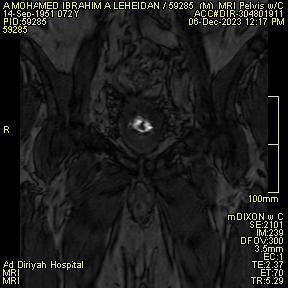 A MOHAMED IBRAHIM A LEHEIDAN / 59285 (M) MRI Pelvis w/C
14-Sep-1951 072Y ACC#DIR-304801911
PID:59285 06-Dec-2023 12:17 PM
59285
R
100mm
mDIXON w C
SE:2101
IM:239
DFOV:300
3.5mm
EC:1
Ad Diriyah Hospital TE:2.37
MRI ET:70
MRI TR:5.29